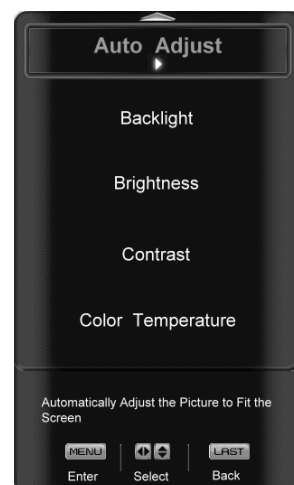 Auto Adjust
Backlight
Brightness
Contrast
Color Temperature
Automatically Adjust the Picture to Fit the
Screen
MENU LAST
Enter Select Back